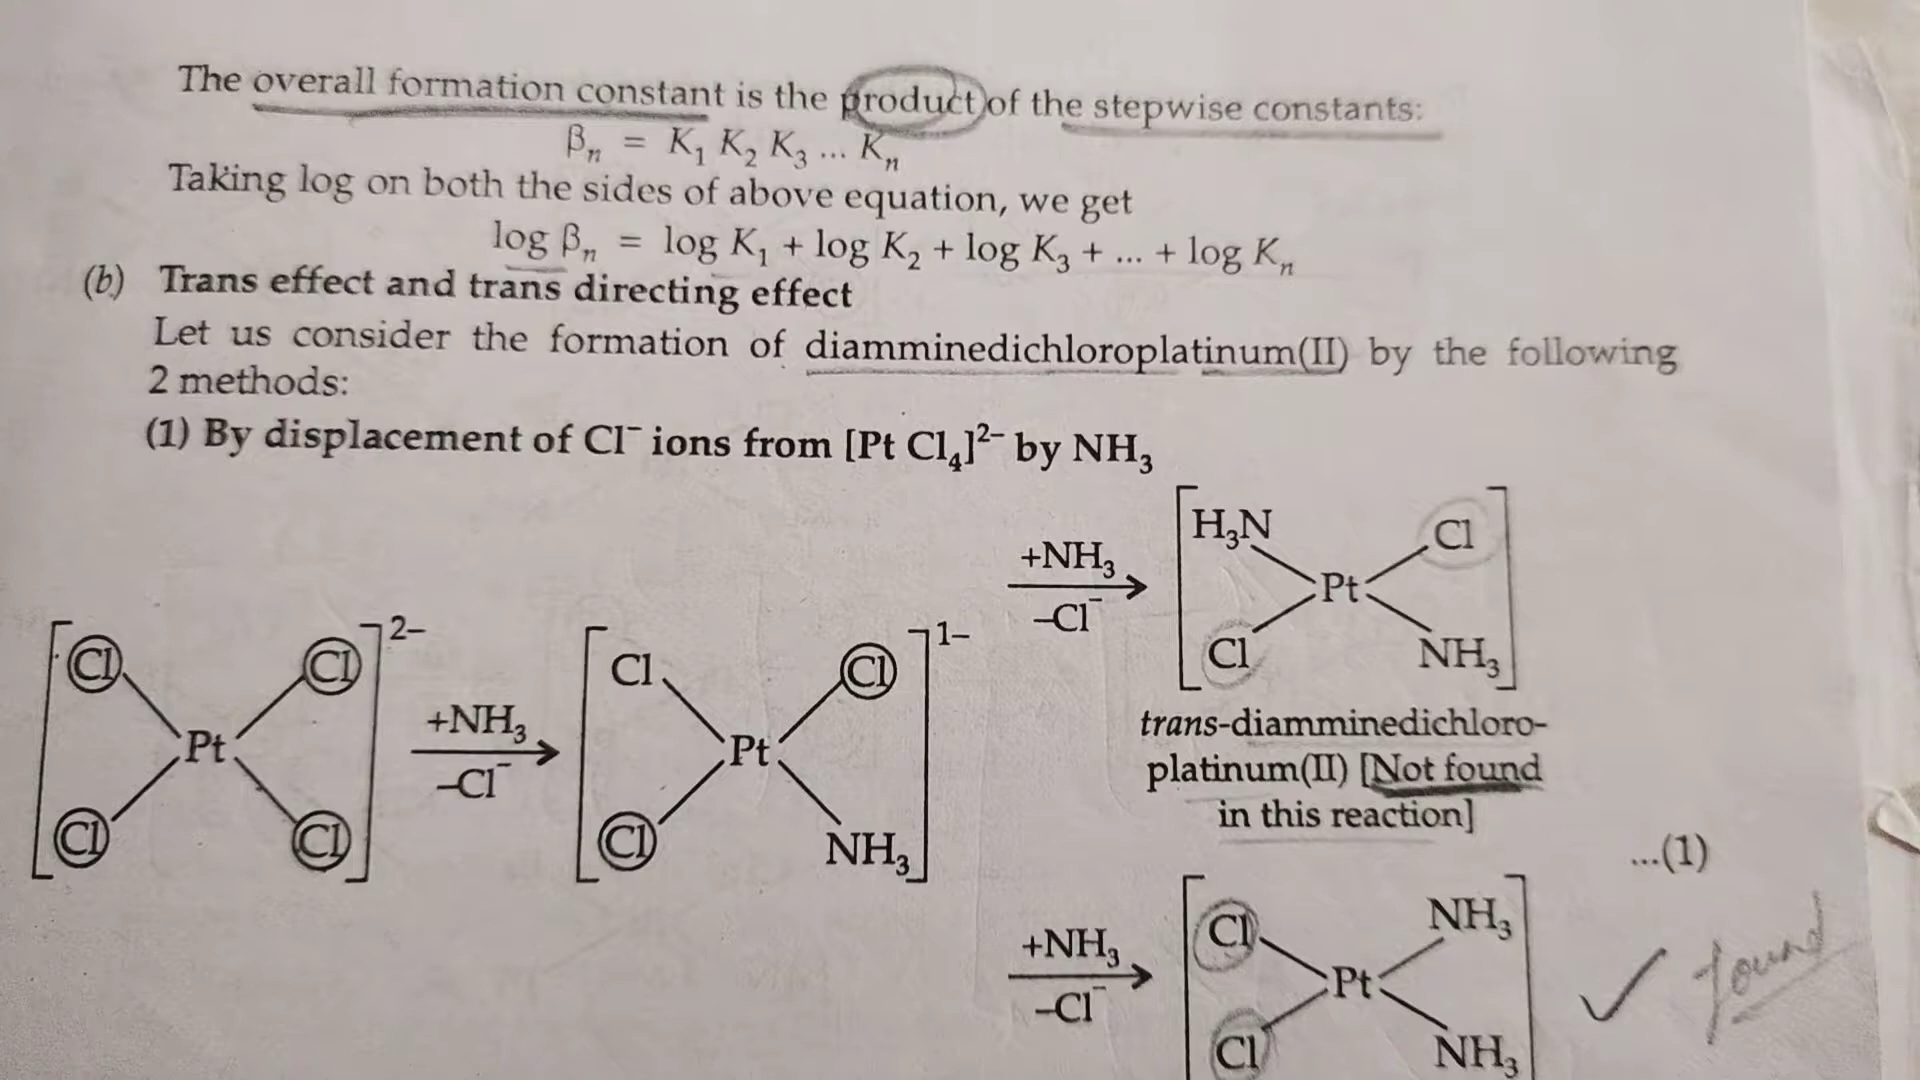 The overall formation constant is the product of the stepwise constants:
βₙ = K₁ K₂ K₃ ... Kₙ
Taking log on both the sides of above equation, we get
log βₙ = log K₁ + log K₂ + log K₃ + ... + log Kₙ
(b) Trans effect and trans directing effect
Let us consider the formation of diamminedichloroplatinum(II) by the following
2 methods:
(1) By displacement of Cl⁻ ions from [Pt Cl₄]²⁻ by NH₃
Cl Cl 2–
Pt
Cl Cl
+NH₃
–Cl⁻
Cl Cl 1–
Pt
Cl NH₃
+NH₃
–Cl⁻
H₃N Cl
Pt
Cl NH₃
trans-diamminedichloro-
platinum(II) [Not found
in this reaction]
...(1)
+NH₃
–Cl⁻
Cl NH₃
Pt
Cl NH₃
✓ found